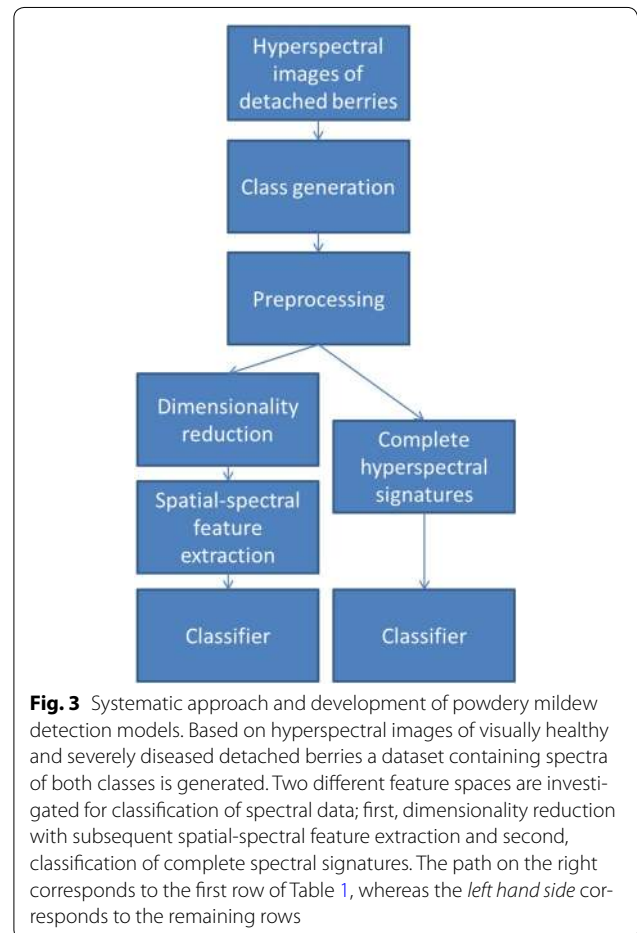 Hyperspectral
images of
detached berries
Class generation
Preprocessing
Dimensionality
reduction
Complete
hyperspectral
signatures
Spatial-spectral
feature
extraction
Classifier
Classifier
Fig. 3 Systematic approach and development of powdery mildew
detection models. Based on hyperspectral images of visually healthy
and severely diseased detached berries a dataset containing spectra
of both classes is generated. Two different feature spaces are investi-
gated for classification of spectral data; first, dimensionality reduction
with subsequent spatial-spectral feature extraction and second,
classification of complete spectral signatures. The path on the right
corresponds to the first row of Table 1, whereas the left hand side cor-
responds to the remaining rows